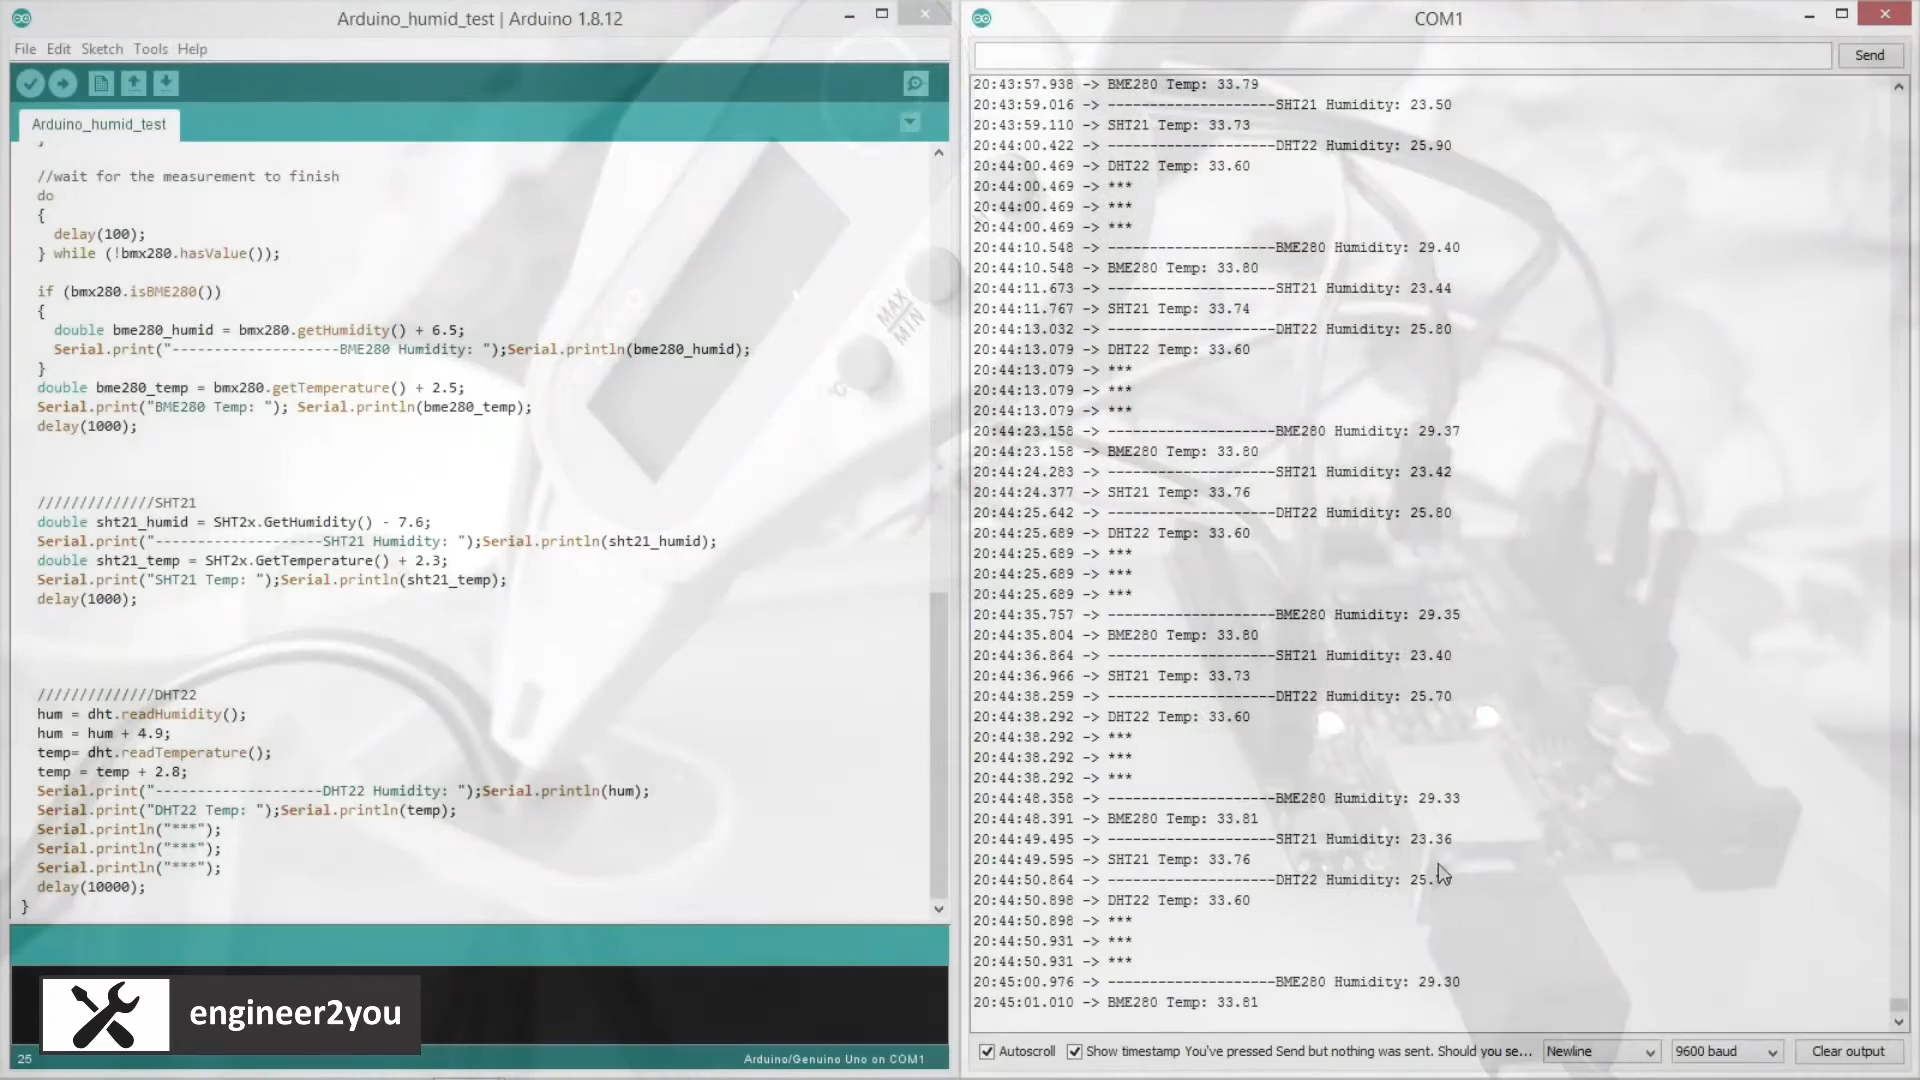 Arduino_humid_test | Arduino 1.8.12
File Edit Sketch Tools Help
Arduino_humid_test
//wait for the measurement to finish
do
{
delay(100);
} while (!bmx280.hasValue());
if (bmx280.isBME280())
{
double bme280_humid = bmx280.getHumidity() + 6.5;
Serial.print("--------------------BME280 Humidity: ");Serial.println(bme280_humid);
}
double bme280_temp = bmx280.getTemperature() + 2.5;
Serial.print("BME280 Temp: "); Serial.println(bme280_temp);
delay(1000);
//////////////SHT21
double sht21_humid = SHT2x.GetHumidity() - 7.6;
Serial.print("--------------------SHT21 Humidity: ");Serial.println(sht21_humid);
double sht21_temp = SHT2x.GetTemperature() + 2.3;
Serial.print("SHT21 Temp: ");Serial.println(sht21_temp);
delay(1000);
//////////////DHT22
hum = dht.readHumidity();
hum = hum + 4.9;
temp= dht.readTemperature();
temp = temp + 2.8;
Serial.print("--------------------DHT22 Humidity: ");Serial.println(hum);
Serial.print("DHT22 Temp: ");Serial.println(temp);
Serial.println("***");
Serial.println("***");
Serial.println("***");
delay(10000);
}
engineer2you
25
Arduino/Genuino Uno on COM1
COM1
Send
20:43:57.938 -> BME280 Temp: 33.79
20:43:59.016 -> --------------------SHT21 Humidity: 23.50
20:43:59.110 -> SHT21 Temp: 33.73
20:44:00.422 -> --------------------DHT22 Humidity: 25.90
20:44:00.469 -> DHT22 Temp: 33.60
20:44:00.469 -> ***
20:44:00.469 -> ***
20:44:00.469 -> ***
20:44:10.548 -> --------------------BME280 Humidity: 29.40
20:44:10.548 -> BME280 Temp: 33.80
20:44:11.673 -> --------------------SHT21 Humidity: 23.44
20:44:11.767 -> SHT21 Temp: 33.74
20:44:13.032 -> --------------------DHT22 Humidity: 25.80
20:44:13.079 -> DHT22 Temp: 33.60
20:44:13.079 -> ***
20:44:13.079 -> ***
20:44:13.079 -> ***
20:44:23.158 -> --------------------BME280 Humidity: 29.37
20:44:23.158 -> BME280 Temp: 33.80
20:44:24.283 -> --------------------SHT21 Humidity: 23.42
20:44:24.377 -> SHT21 Temp: 33.76
20:44:25.642 -> --------------------DHT22 Humidity: 25.80
20:44:25.689 -> DHT22 Temp: 33.60
20:44:25.689 -> ***
20:44:25.689 -> ***
20:44:25.689 -> ***
20:44:35.757 -> --------------------BME280 Humidity: 29.35
20:44:35.804 -> BME280 Temp: 33.80
20:44:36.864 -> --------------------SHT21 Humidity: 23.40
20:44:36.966 -> SHT21 Temp: 33.73
20:44:38.259 -> --------------------DHT22 Humidity: 25.70
20:44:38.292 -> DHT22 Temp: 33.60
20:44:38.292 -> ***
20:44:38.292 -> ***
20:44:38.292 -> ***
20:44:48.358 -> --------------------BME280 Humidity: 29.33
20:44:48.391 -> BME280 Temp: 33.81
20:44:49.495 -> --------------------SHT21 Humidity: 23.36
20:44:49.595 -> SHT21 Temp: 33.76
20:44:50.864 -> --------------------DHT22 Humidity:
20:44:50.898 -> DHT22 Temp: 33.60
20:44:50.898 -> ***
20:44:50.931 -> ***
20:44:50.931 -> ***
20:45:00.976 -> --------------------BME280 Humidity: 29.30
20:45:01.010 -> BME280 Temp: 33.81
Autoscroll Show timestamp You've pressed Send but nothing was sent. Should you se... Newline 9600 baud Clear output
MAX
MIN